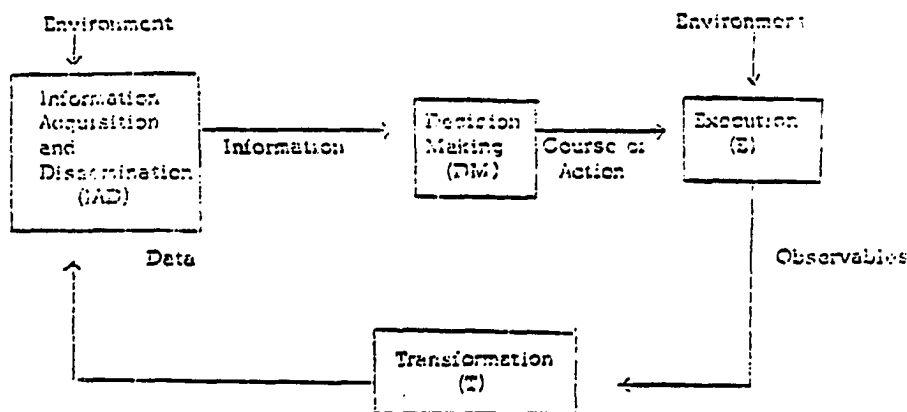 Environment
Environment
Information
Acquisition
and
Dissemination
(IAD)
Information
Decision
Making
(DM)
Course of
Action
Execution
(E)
Data
Observables
Transformation
(T)